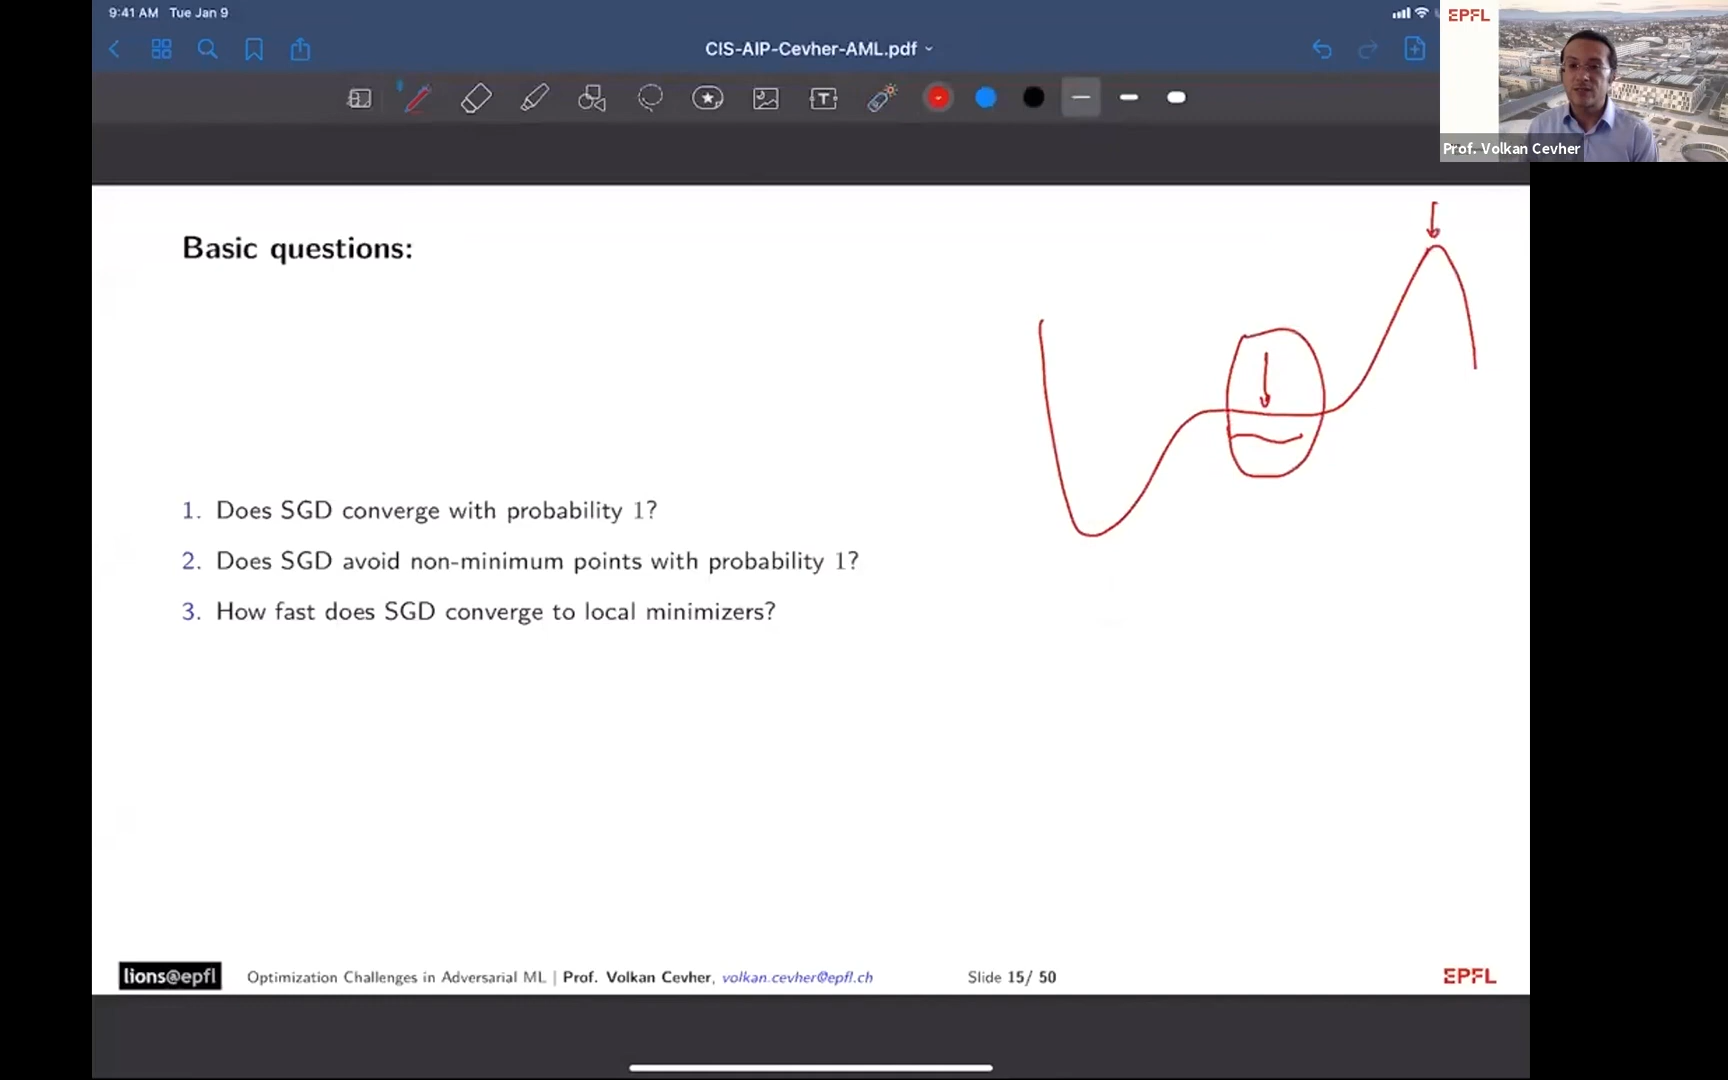 9:41 AM Tue Jan 9
CIS-AIP-Cevher-AML.pdf
EPFL
Prof. Volkan Cevher
T
Basic questions:
1. Does SGD converge with probability 1?
2. Does SGD avoid non-minimum points with probability 1?
3. How fast does SGD converge to local minimizers?
lions@epfl Optimization Challenges in Adversarial ML | Prof. Volkan Cevher, volkan.cevher@epfl.ch Slide 15/ 50 EPFL